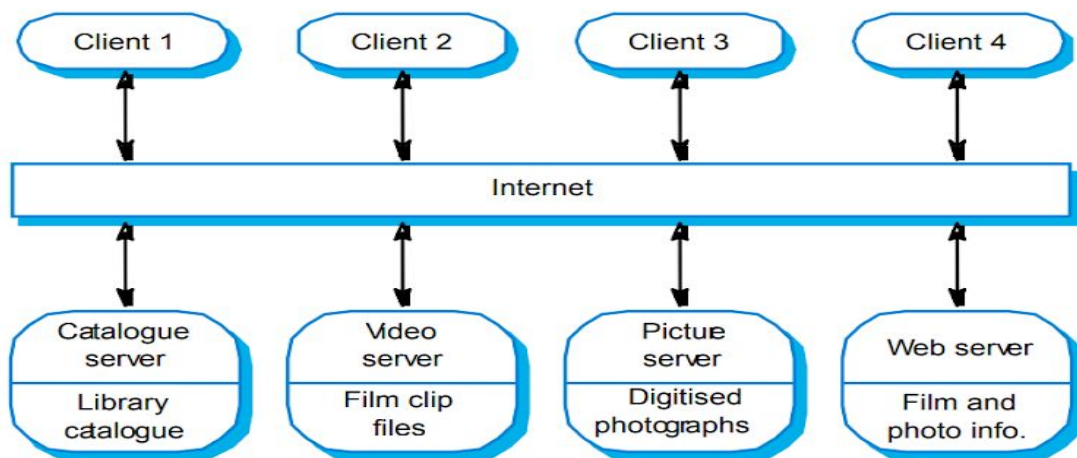 Client 1
Client 2
Client 3
Client 4
Internet
Catalogue
server
Library
catalogue
Video
server
Film clip
files
Picture
server
Digitised
photographs
Web server
Film and
photo info.